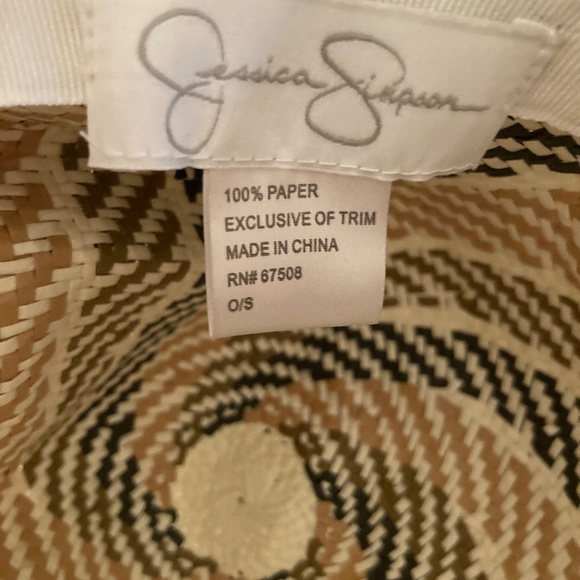 Jessica Simpson
100% PAPER
EXCLUSIVE OF TRIM
MADE IN CHINA
RN# 67508
O/S